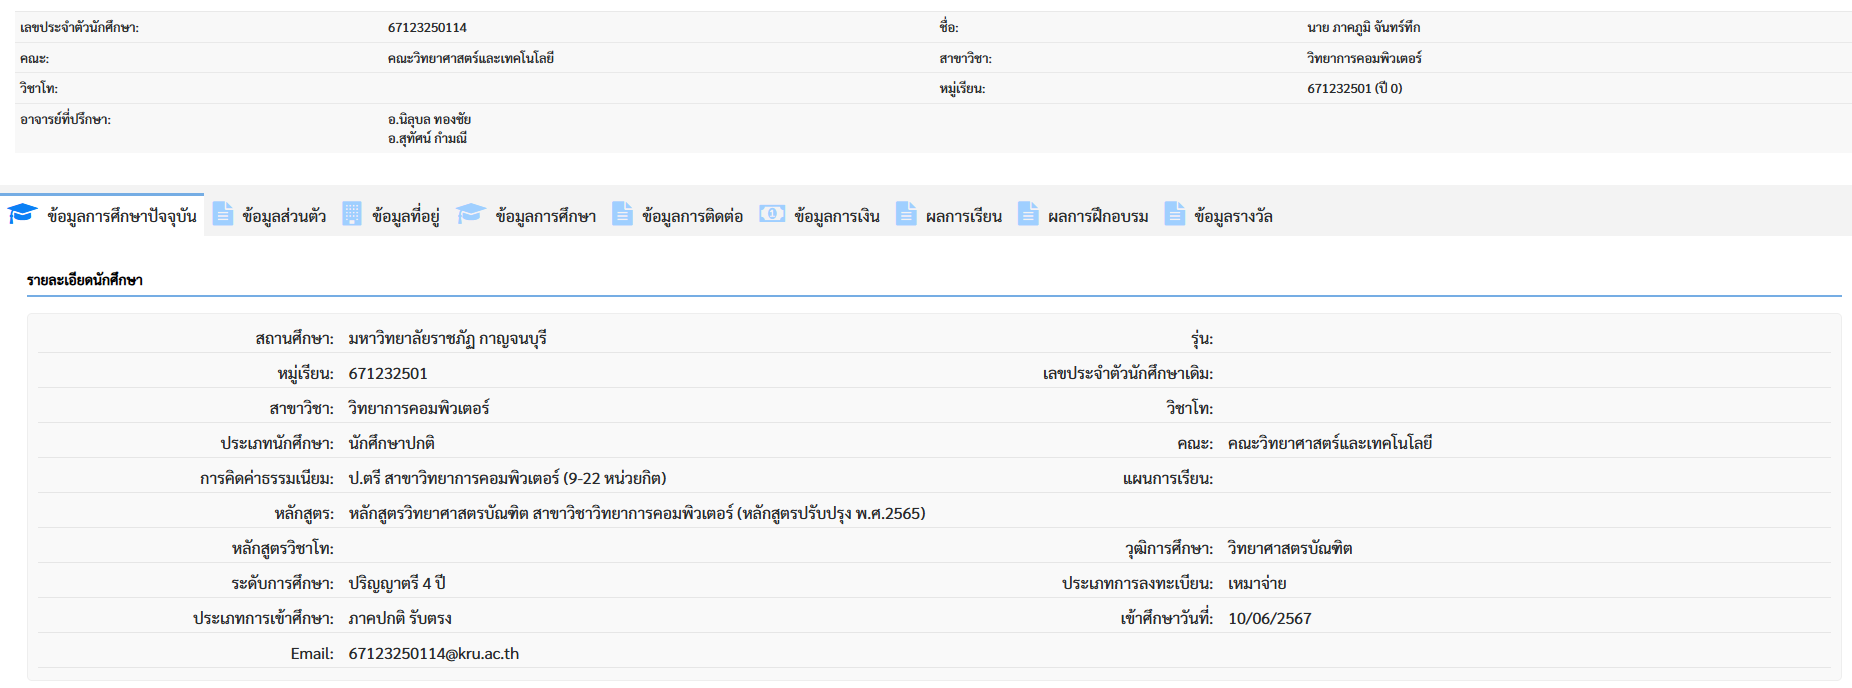 เลขประจำตัวนักศึกษา: 67123250114 ชื่อ: นาย ภาคภูมิ จันทร์ทึก
คณะ: คณะวิทยาศาสตร์และเทคโนโลยี สาขาวิชา: วิทยาการคอมพิวเตอร์
วิชาโท: หมู่เรียน: 671232501 (ปี 0)
อาจารย์ที่ปรึกษา: อ.นิลุบล ทองชัย
อ.สุทัศน์ กำมณี
ข้อมูลการศึกษาปัจจุบัน ข้อมูลส่วนตัว ข้อมูลที่อยู่ ข้อมูลการศึกษา ข้อมูลการติดต่อ ข้อมูลการเงิน ผลการเรียน ผลการฝึกอบรม ข้อมูลรางวัล
รายละเอียดนักศึกษา
สถานศึกษา: มหาวิทยาลัยราชภัฏ กาญจนบุรี รุ่น:
หมู่เรียน: 671232501 เลขประจำตัวนักศึกษาเดิม:
สาขาวิชา: วิทยาการคอมพิวเตอร์ วิชาโท:
ประเภทนักศึกษา: นักศึกษาปกติ คณะ: คณะวิทยาศาสตร์และเทคโนโลยี
การคิดค่าธรรมเนียม: ป.ตรี สาขาวิทยาการคอมพิวเตอร์ (9-22 หน่วยกิต) แผนการเรียน:
หลักสูตร: หลักสูตรวิทยาศาสตรบัณฑิต สาขาวิชาวิทยาการคอมพิวเตอร์ (หลักสูตรปรับปรุง พ.ศ.2565)
หลักสูตรวิชาโท: วุฒิการศึกษา: วิทยาศาสตรบัณฑิต
ระดับการศึกษา: ปริญญาตรี 4 ปี ประเภทการลงทะเบียน: เหมาจ่าย
ประเภทการเข้าศึกษา: ภาคปกติ รับตรง เข้าศึกษาวันที่: 10/06/2567
Email: 67123250114@kru.ac.th